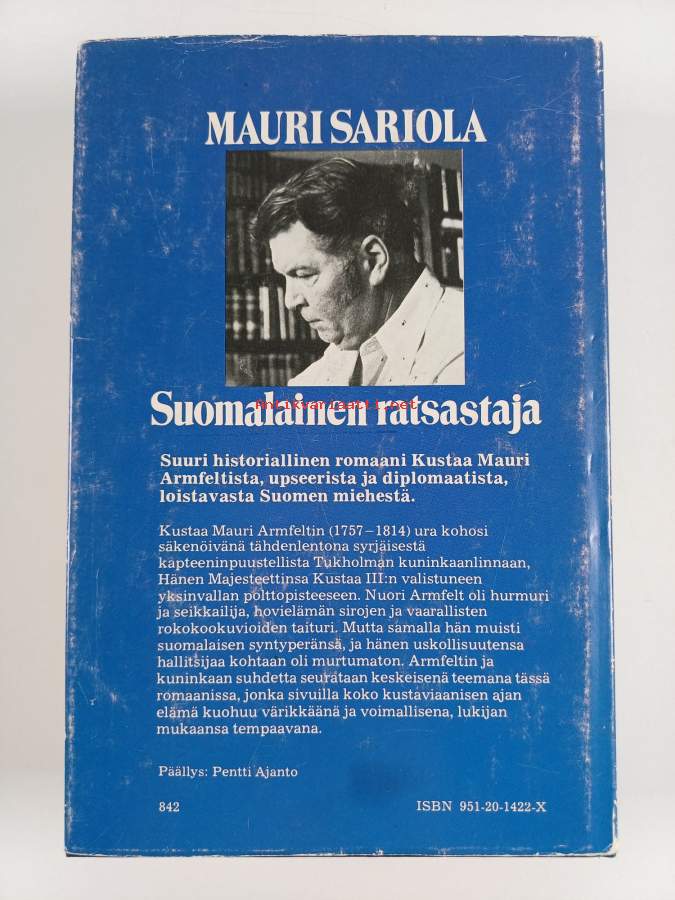 MAURI SARIOLA
Suomalainen ratsastaja
antikvariaatti.net
Suuri historiallinen romaani Kustaa Mauri
Armfeltista, upseerista ja diplomaatista,
loistavasta Suomen miehestä.
Kustaa Mauri Armfeltin (1757–1814) ura kohosi
säkenöivänä tähdenlentona syrjäisestä
kapteeninpuustellista Tukholman kuninkaanlinnaan,
Hänen Majesteettinsa Kustaa III:n valistuneen
yksinvallan polttopisteeseen. Nuori Armfelt oli hurmuri
ja seikkailija, hovielämän sirojen ja vaarallisten
rokokookuvioiden taituri. Mutta samalla hän muisti
suomalaisen syntyperänsä, ja hänen uskollisuutensa
hallitsijaa kohtaan oli murtumaton. Armfeltin ja
kuninkaan suhdetta seurataan keskeisenä teemana tässä
romaanissa, jonka sivuilla koko kustaviaanisen ajan
elämä kuohuu värikkäänä ja voimallisena, lukijan
mukaansa tempaavana.
Päällys: Pentti Ajanto
842 ISBN 951-20-1422-X